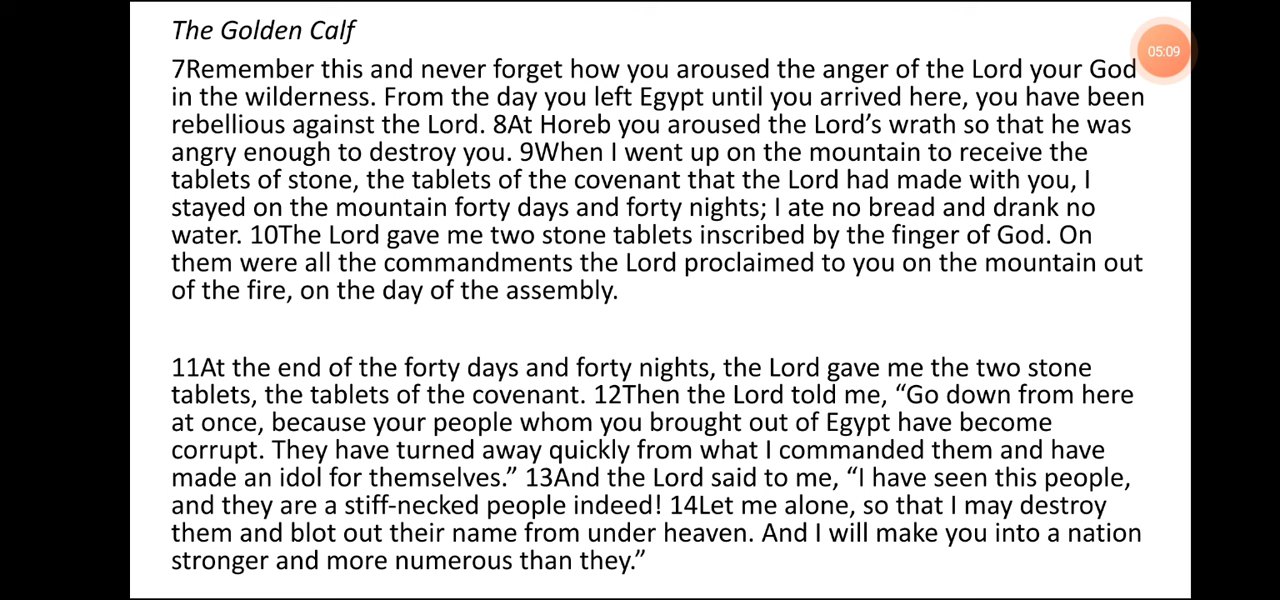 The Golden Calf
05:09
7Remember this and never forget how you aroused the anger of the Lord your God
in the wilderness. From the day you left Egypt until you arrived here, you have been
rebellious against the Lord. 8At Horeb you aroused the Lord’s wrath so that he was
angry enough to destroy you. 9When I went up on the mountain to receive the
tablets of stone, the tablets of the covenant that the Lord had made with you, I
stayed on the mountain forty days and forty nights; I ate no bread and drank no
water. 10The Lord gave me two stone tablets inscribed by the finger of God. On
them were all the commandments the Lord proclaimed to you on the mountain out
of the fire, on the day of the assembly.
11At the end of the forty days and forty nights, the Lord gave me the two stone
tablets, the tablets of the covenant. 12Then the Lord told me, “Go down from here
at once, because your people whom you brought out of Egypt have become
corrupt. They have turned away quickly from what I commanded them and have
made an idol for themselves.” 13And the Lord said to me, “I have seen this people,
and they are a stiff-necked people indeed! 14Let me alone, so that I may destroy
them and blot out their name from under heaven. And I will make you into a nation
stronger and more numerous than they.”